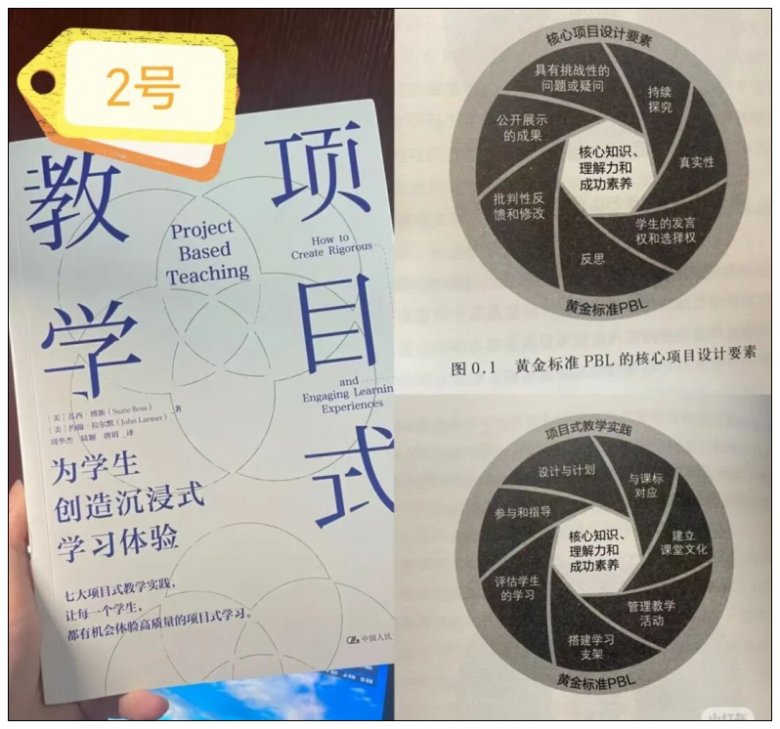 2号
项目式
教学
Project
Based
Teaching
How to
Create Rigorous
and
Engaging Learning
Experiences
[美] 苏西·博斯 (Suzie Boss)
[美] 约翰·拉尔默 (John Larmer) 著
周华杰 陆颖 唐玥 译
为学生
创造沉浸式
学习体验
七大项目式教学实践,
让每一个学生,
都有机会体验高质量的项目式学习。
中国人民
核心项目设计要素
具有挑战性的
问题或疑问
持续
探究
真实性
学生的发言
权和选择权
反思
批判性反
馈和修改
公开展示
的成果
核心知识、
理解力和
成功素养
黄金标准PBL
图 0.1 黄金标准 PBL 的核心项目设计要素
项目式教学实践
设计与计划
与课标
对应
建立
课堂文化
管理教学
活动
搭建学习
支架
评估学生
的学习
参与和指导
核心知识、
理解力和
成功素养
黄金标准PBL